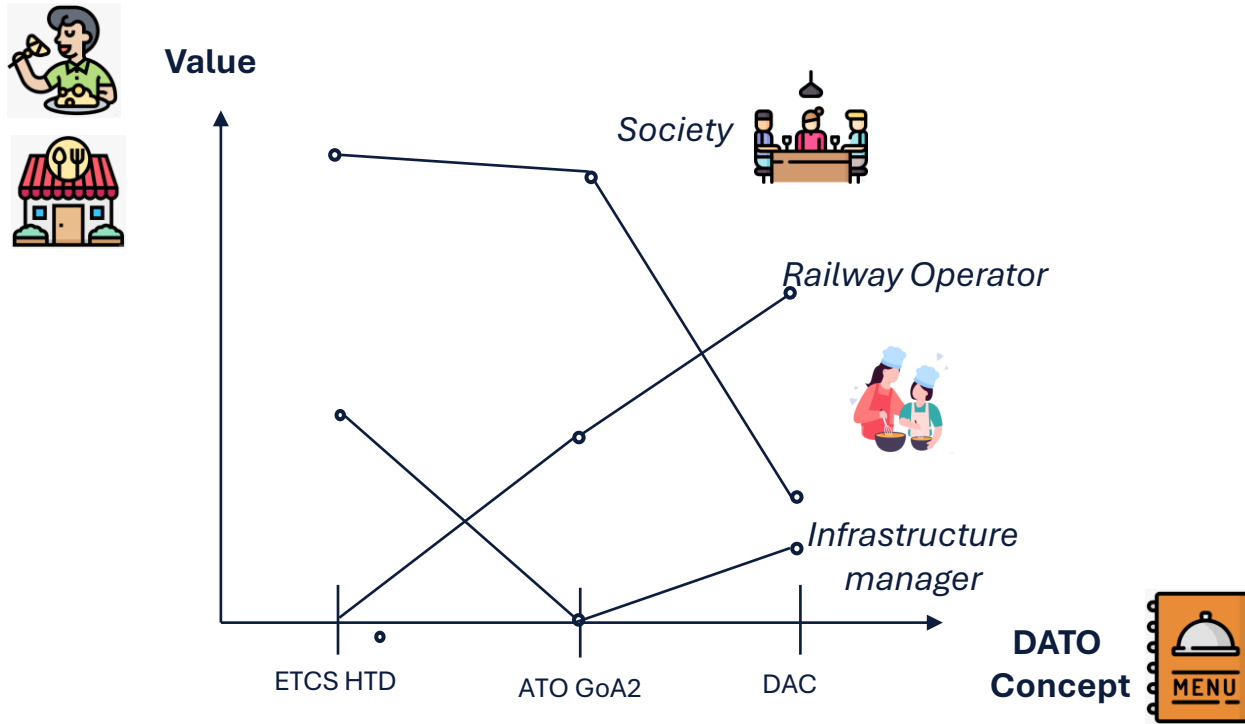 Value
Society
Railway Operator
Infrastructure
manager
ETCS HTD
ATO GoA2
DAC
DATO
Concept
MENU